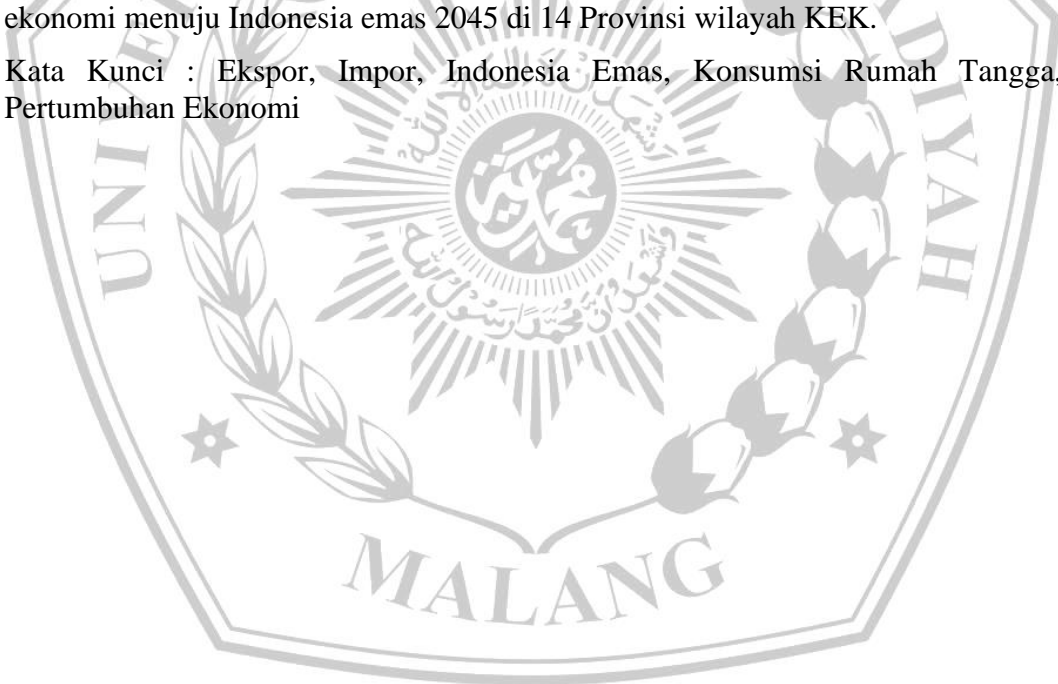 ekonomi menuju Indonesia emas 2045 di 14 Provinsi wilayah KEK.
Kata Kunci : Ekspor, Impor, Indonesia Emas, Konsumsi Rumah Tangga,
Pertumbuhan Ekonomi
DIYAH
MALANG